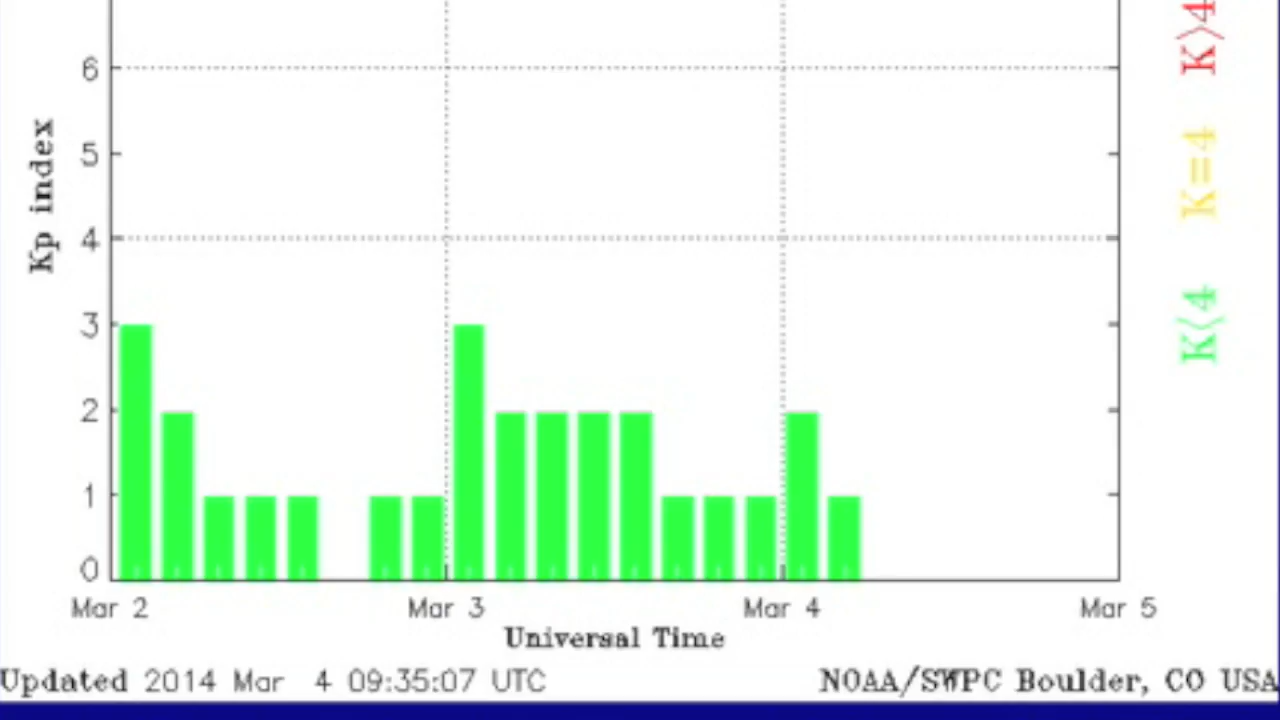 6
5
4
3
2
1
0
Kp index
K>4
K=4
K<4
Mar 2 Mar 3 Mar 4 Mar 5
Universal Time
Updated 2014 Mar 4 09:35:07 UTC
NOAA/SWPC Boulder, CO USA